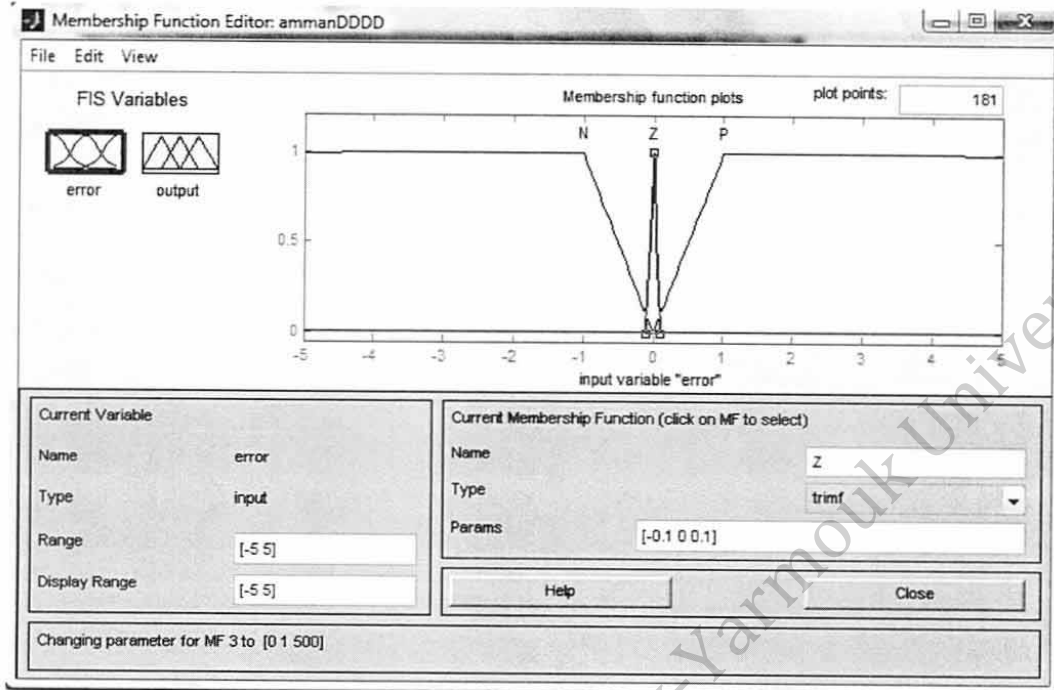 Membership Function Editor: ammanDDDD
File Edit View
FIS Variables
error output
Membership function plots
plot points: 181
N Z P
1
0.5
0
-5 -4 -3 -2 -1 0 1 2 3 4 5
input variable "error"
Current Variable
Name error
Type input
Range [-5 5]
Display Range [-5 5]
Current Membership Function (click on MF to select)
Name Z
Type trimf
Params [-0.1 0 0.1]
Help Close
Changing parameter for MF 3 to [0 1 500]
Yarmouk